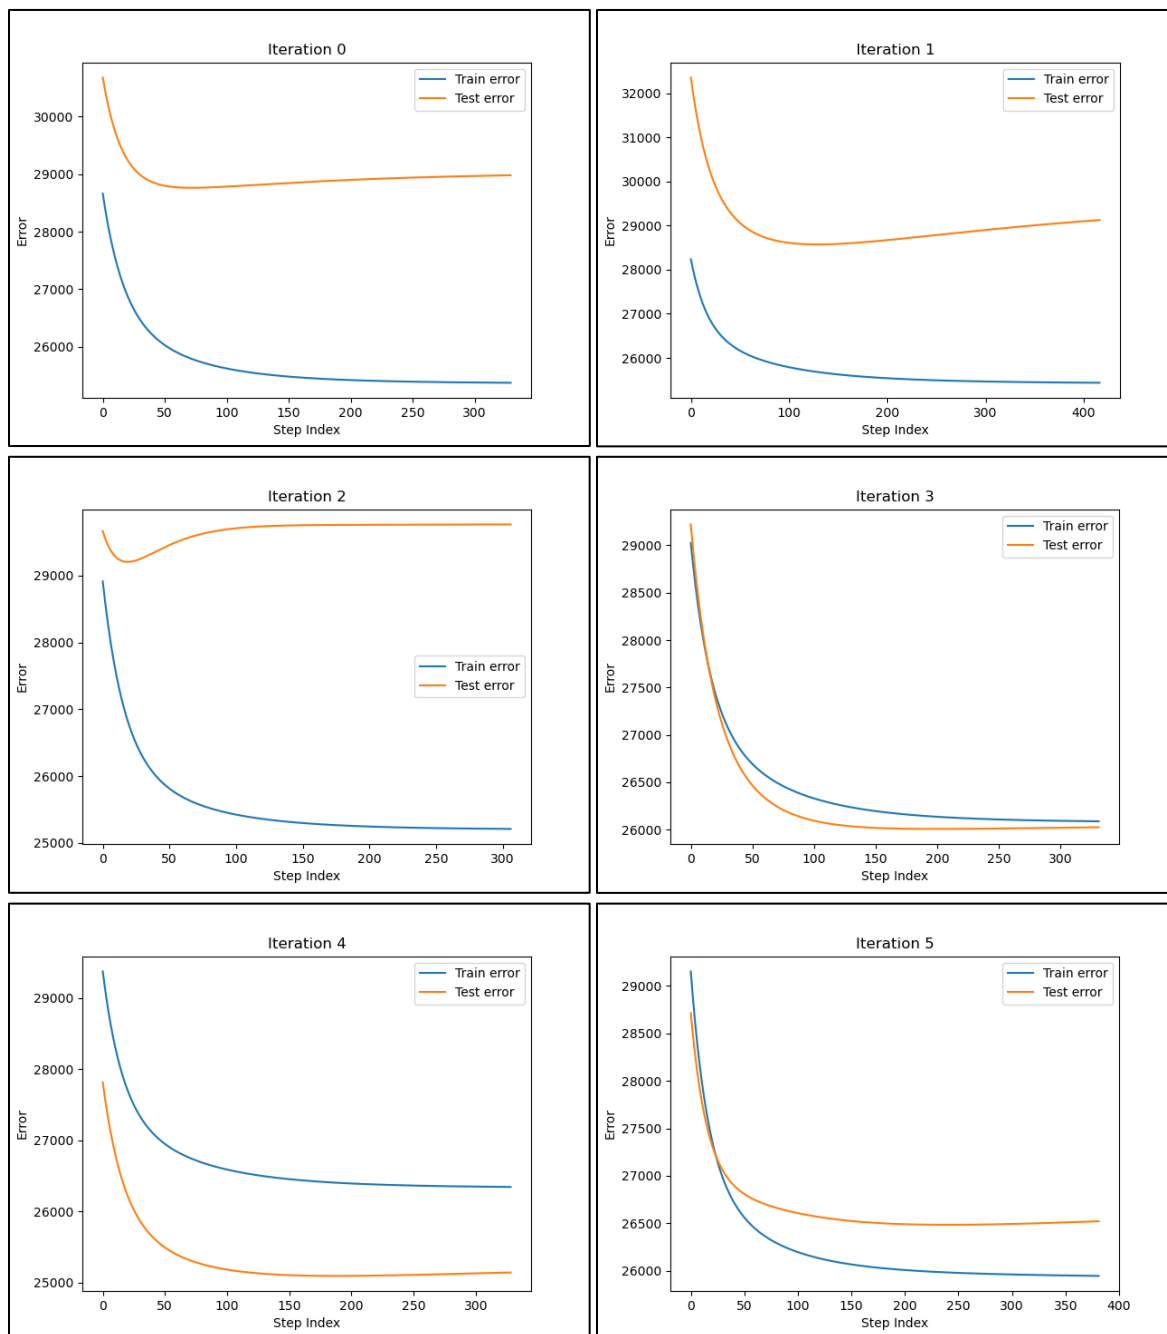 Iteration 0
Train error
Test error
30000
29000
28000
27000
26000
Error
0 50 100 150 200 250 300
Step Index
Iteration 1
Train error
Test error
32000
31000
30000
29000
28000
27000
26000
Error
0 100 200 300 400
Step Index
Iteration 2
29000
28000
27000
26000
25000
Error
Train error
Test error
0 50 100 150 200 250 300
Step Index
Iteration 3
Train error
Test error
29000
28500
28000
27500
27000
26500
26000
Error
0 50 100 150 200 250 300
Step Index
Iteration 4
Train error
Test error
29000
28000
27000
26000
25000
Error
0 50 100 150 200 250 300
Step Index
Iteration 5
Train error
Test error
29000
28500
28000
27500
27000
26500
26000
Error
0 50 100 150 200 250 300 350 400
Step Index